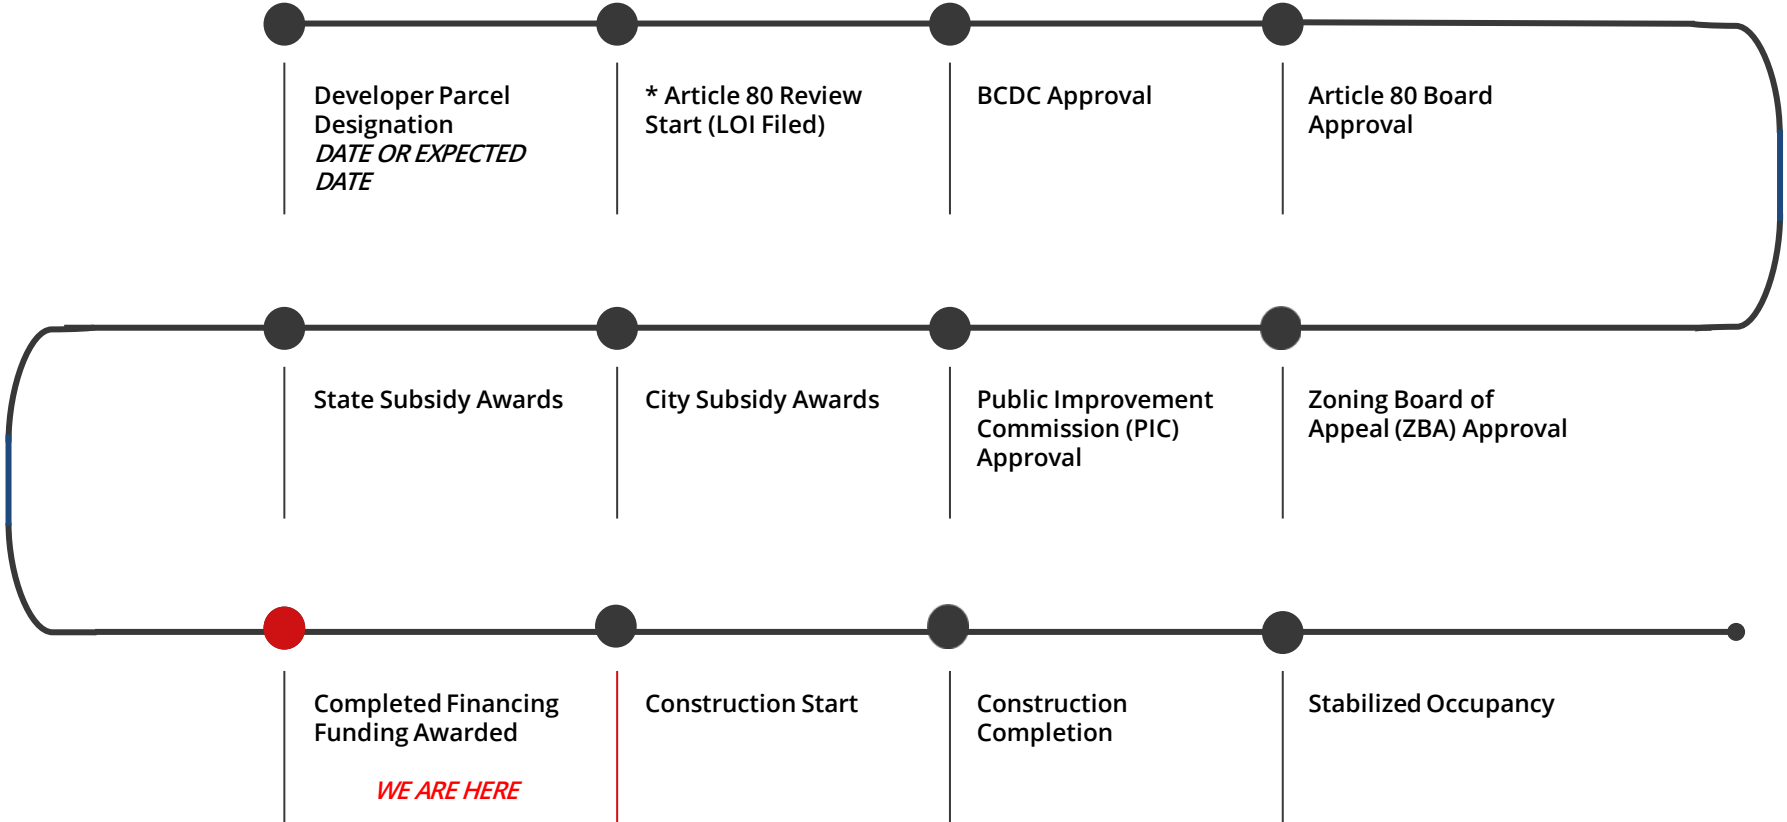 Developer Parcel
Designation
DATE OR EXPECTED
DATE
* Article 80 Review
Start (LOI Filed)
BCDC Approval
Article 80 Board
Approval
State Subsidy Awards
City Subsidy Awards
Public Improvement
Commission (PIC)
Approval
Zoning Board of
Appeal (ZBA) Approval
Completed Financing
Funding Awarded
WE ARE HERE
Construction Start
Construction
Completion
Stabilized Occupancy